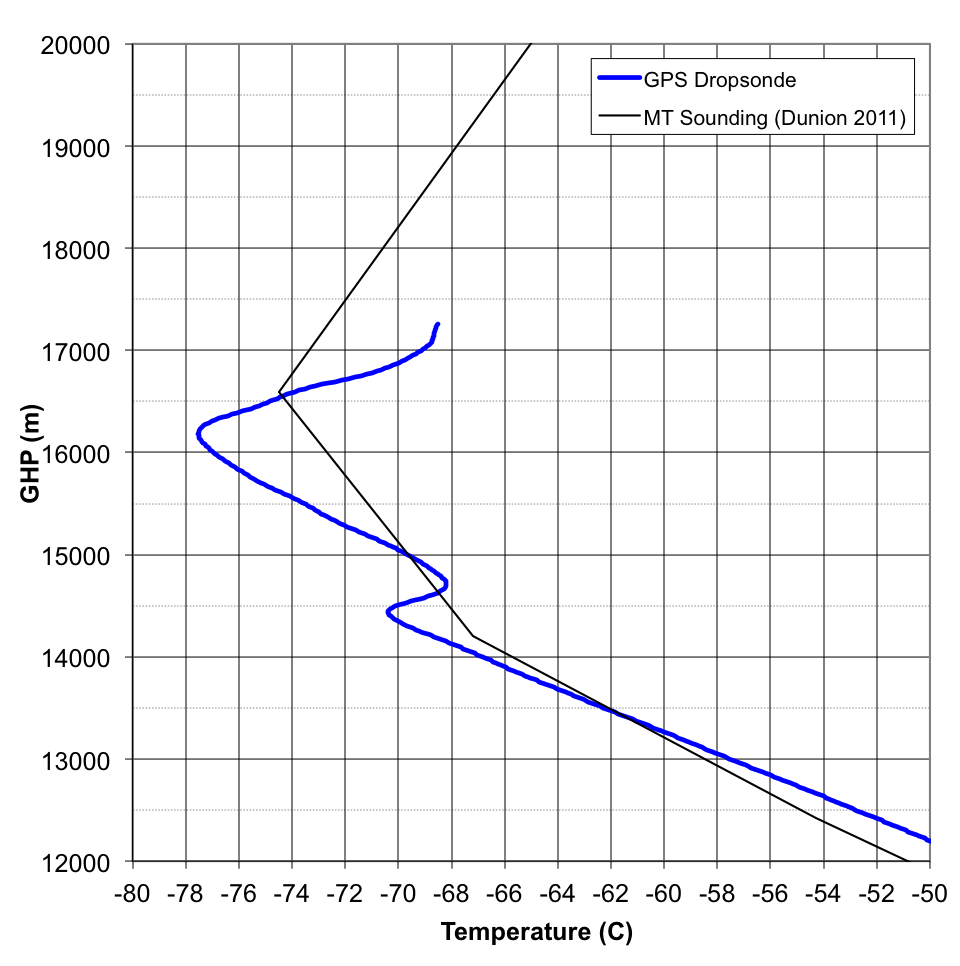 20000
19000
18000
17000
16000
15000
14000
13000
12000
GHP (m)
GPS Dropsonde
MT Sounding (Dunion 2011)
-80 -78 -76 -74 -72 -70 -68 -66 -64 -62 -60 -58 -56 -54 -52 -50
Temperature (C)